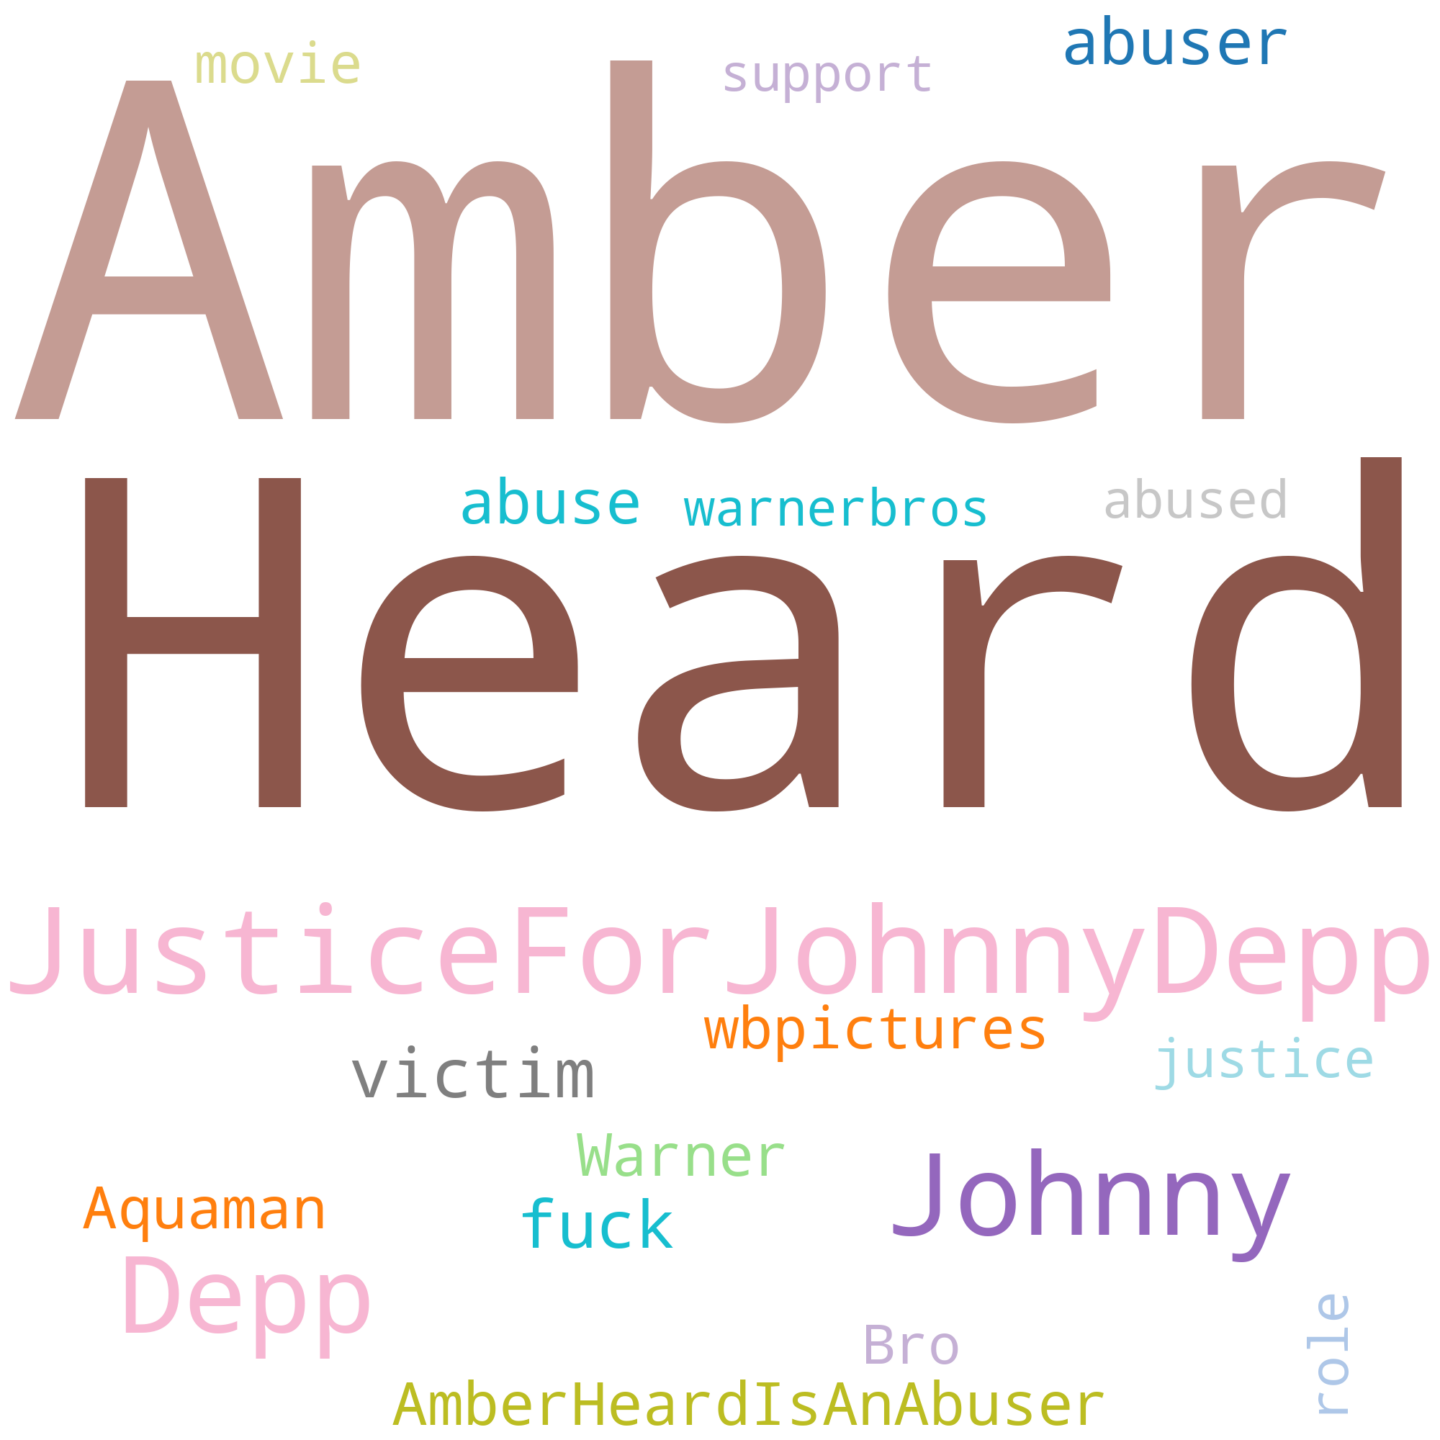 movie support abuser
Amber
abuse warnerbros abused
Heard
JusticeForJohnnyDepp
wbpictures
victim justice
Warner
Johnny
Aquaman fuck
Depp
role
Bro
AmberHeardIsAnAbuser